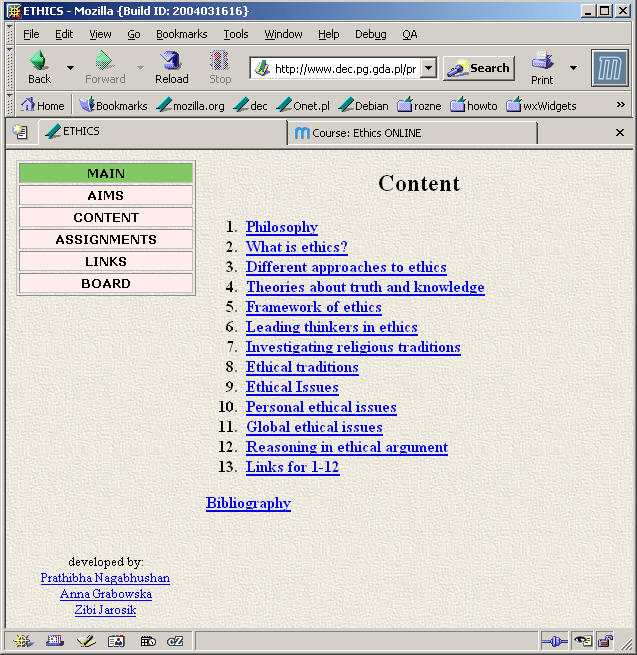 ETHICS - Mozilla {Build ID: 2004031616}
File Edit View Go Bookmarks Tools Window Help Debug QA
Back Forward Reload Stop http://www.dec.pg.gda.pl/pr Search Print m
Home Bookmarks mozilla.org dec Onet.pl Debian rozne howto wxWidgets »
ETHICS Course: Ethics ONLINE
MAIN
AIMS
CONTENT
ASSIGNMENTS
LINKS
BOARD
Content
1. Philosophy
2. What is ethics?
3. Different approaches to ethics
4. Theories about truth and knowledge
5. Framework of ethics
6. Leading thinkers in ethics
7. Investigating religious traditions
8. Ethical traditions
9. Ethical Issues
10. Personal ethical issues
11. Global ethical issues
12. Reasoning in ethical argument
13. Links for 1-12
Bibliography
developed by:
Prathibha Nagabhushan
Anna Grabowska
Zibi Jarosik
cZ